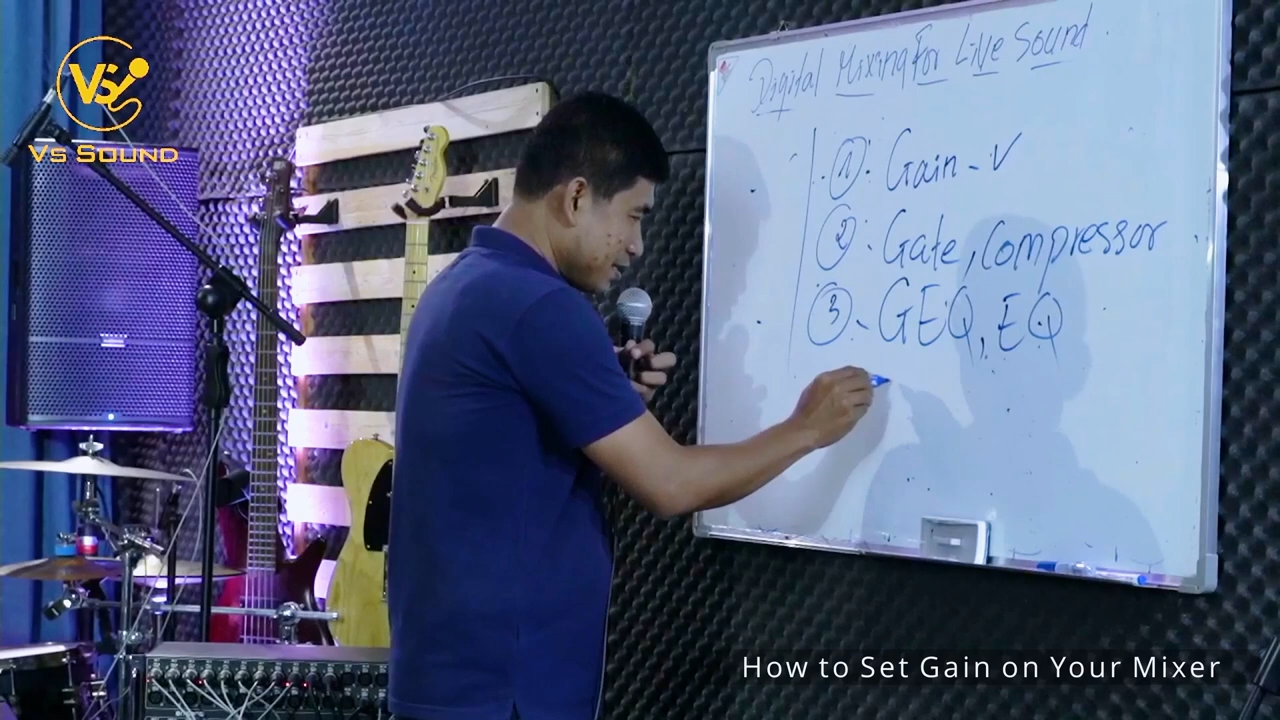 VS
Vs Sound
Digital Mixing For Live Sound
1. Gain - v
2. Gate, Compressor
3 - GEQ, EQ
How to Set Gain on Your Mixer